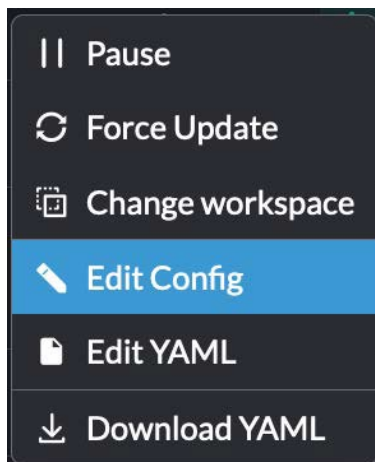 Pause
Force Update
Change workspace
Edit Config
Edit YAML
Download YAML